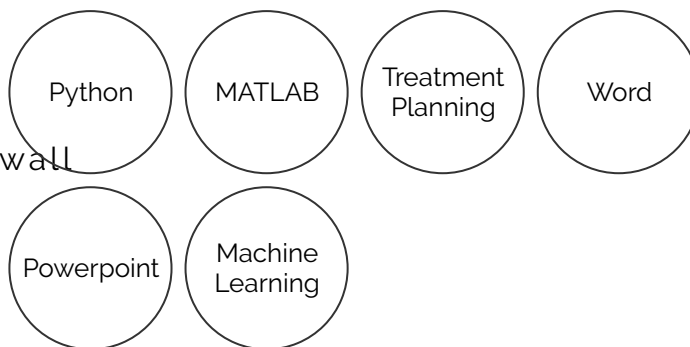 Python
MATLAB
Treatment
Planning
Word
wall
Powerpoint
Machine
Learning